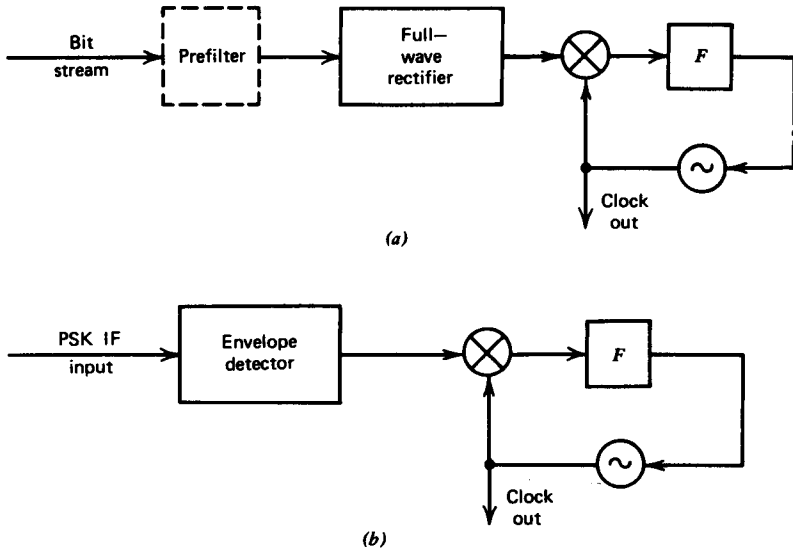 Bit
stream
Prefilter
Full—
wave
rectifier
F
~
Clock
out
(a)
PSK IF
input
Envelope
detector
F
~
Clock
out
(b)